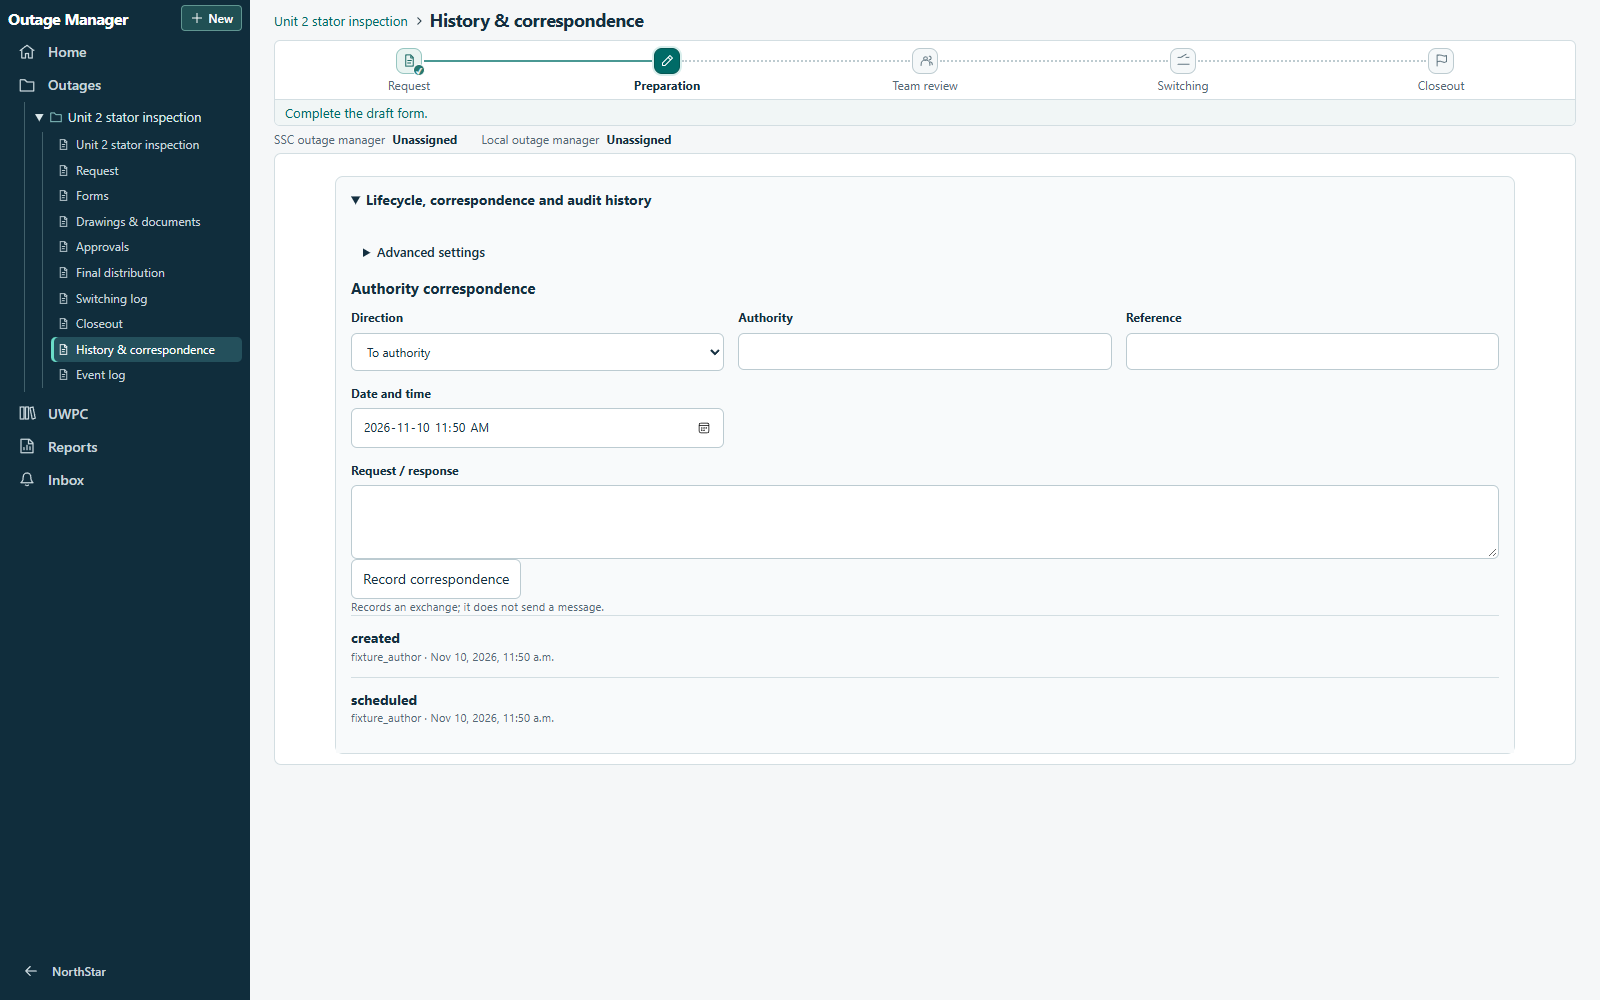 Outage Manager
New
Home
Outages
Unit 2 stator inspection
Unit 2 stator inspection
Request
Forms
Drawings & documents
Approvals
Final distribution
Switching log
Closeout
History & correspondence
Event log
UWPC
Reports
Inbox
NorthStar
Unit 2 stator inspection › History & correspondence
Request
Preparation
Team review
Switching
Closeout
Complete the draft form.
SSC outage manager Unassigned Local outage manager Unassigned
Lifecycle, correspondence and audit history
Advanced settings
Authority correspondence
Direction
To authority
Authority
Reference
Date and time
2026-11-10 11:50 AM
Request / response
Record correspondence
Records an exchange; it does not send a message.
created
fixture_author · Nov 10, 2026, 11:50 a.m.
scheduled
fixture_author · Nov 10, 2026, 11:50 a.m.